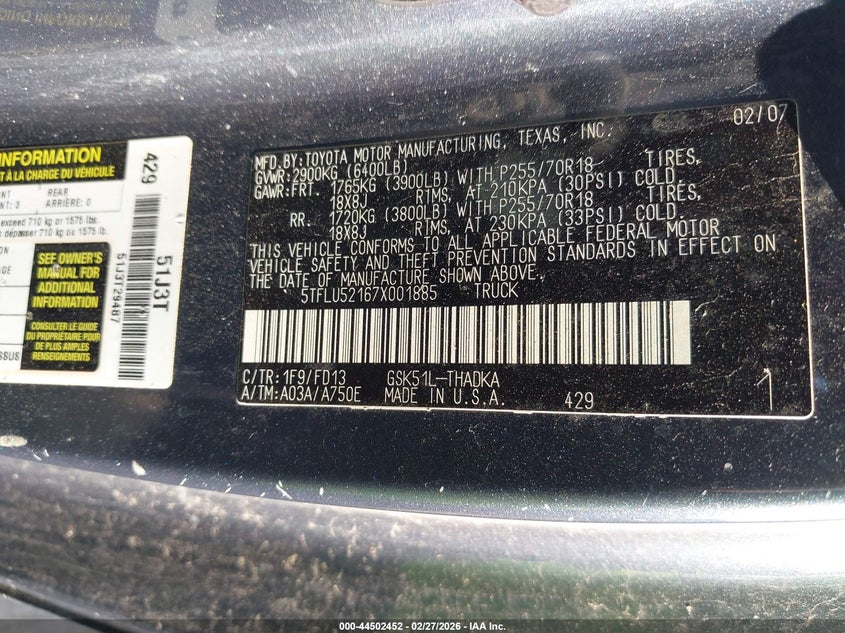 02/07
MFD.BY:TOYOTA MOTOR MANUFACTURING, TEXAS, INC.
GVWR:2900KG (6400LB)
GAWR:FRT. 1765KG (3900LB) WITH P255/70R18 TIRES,
18X8J RIMS, AT 210KPA (30PSI) COLD.
RR. 1720KG (3800LB) WITH P255/70R18 TIRES,
18X8J RIMS, AT 230KPA (33PSI) COLD.
THIS VEHICLE CONFORMS TO ALL APPLICABLE FEDERAL MOTOR
VEHICLE SAFETY AND THEFT PREVENTION STANDARDS IN EFFECT ON
THE DATE OF MANUFACTURE SHOWN ABOVE.
5TFLU52167X001885 TRUCK
C/TR: 1F9/FD13 GSK51L-THADKA
A/TM: A03A/A750E MADE IN U.S.A. 429 1
INFORMATION
À LA CHARGE DU VÉHICULE
REAR
ARRIÈRE: 0
exceed 710 kg or 1575 lbs.
dépasser 710 kg ou 1575 lb.
SEE OWNER'S
MANUAL FOR
ADDITIONAL
INFORMATION
CONSULTER LE GUIDE
DU PROPRIÉTAIRE POUR
DE PLUS AMPLES
RENSEIGNEMENTS
429
51J3T
51J3T29487
000-44502452 - 02/27/2026 - IAA Inc.